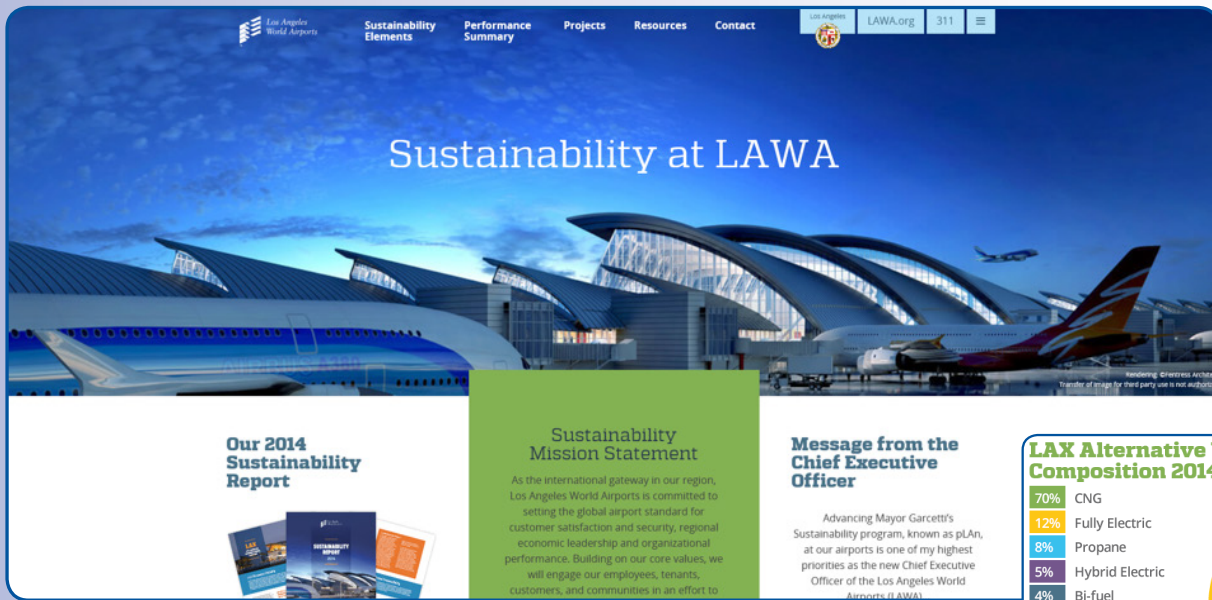 Los Angeles
World Airports
Sustainability
Elements
Performance
Summary
Projects
Resources
Contact
Los Angeles
LAWA.org
311
Sustainability at LAWA
Rendering ©Fentress Archite
Transfer of image for third party use is not authoriz
Our 2014
Sustainability
Report
LAX
SUSTAINABILITY
REPORT
2014
Sustainability
Mission Statement
As the international gateway in our region,
Los Angeles World Airports is committed to
setting the global airport standard for
customer satisfaction and security, regional
economic leadership and organizational
performance. Building on our core values, we
will engage our employees, tenants,
customers, and communities in an effort to
Message from the
Chief Executive
Officer
Advancing Mayor Garcetti's
Sustainability program, known as pLAn,
at our airports is one of my highest
priorities as the new Chief Executive
Officer of the Los Angeles World
Airports (LAWA)
LAX Alternative
Composition 2014
70% CNG
12% Fully Electric
8% Propane
5% Hybrid Electric
4% Bi-fuel